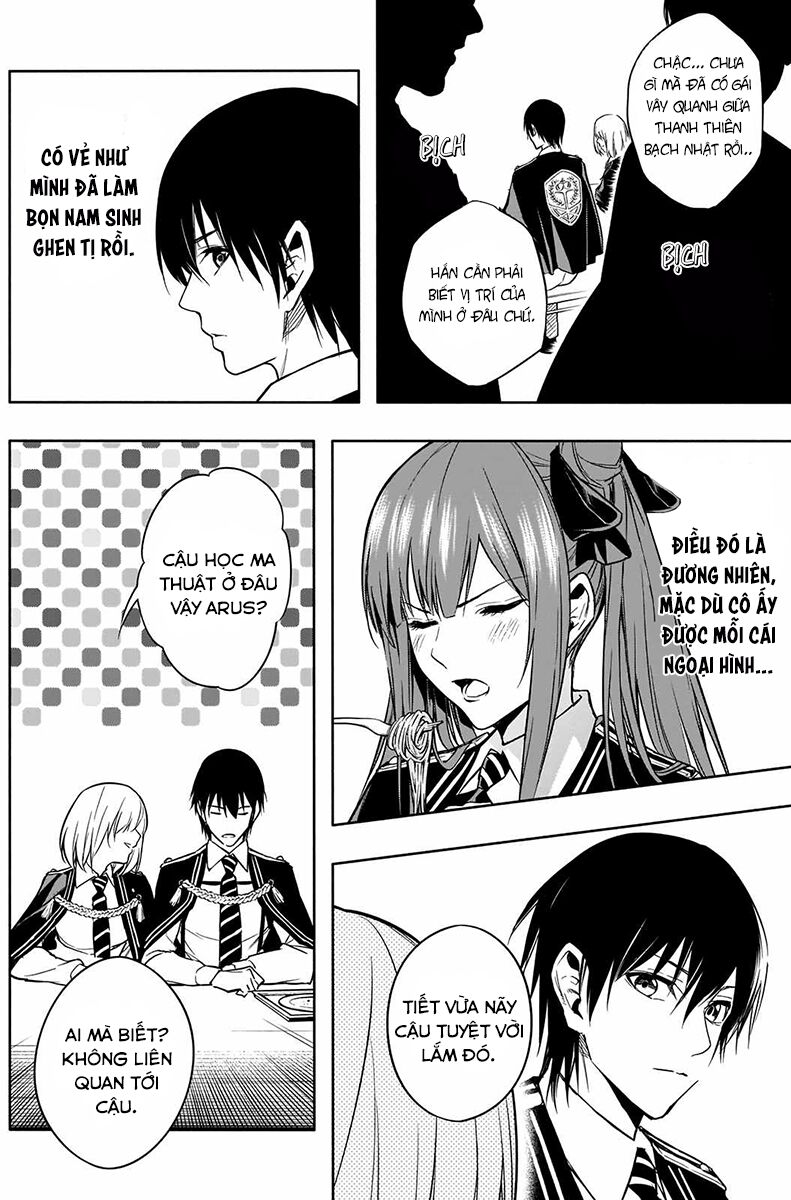 CHẬC... CHƯA
GÌ MÀ ĐÃ CÓ GÁI
VÂY QUANH GIỮA
THANH THIÊN
BẠCH NHẬT RỒI..
BỊCH
BỊCH
HẮN CẦN PHẢI
BIẾT VỊ TRÍ CỦA
MÌNH Ở ĐÂU CHỨ.
CÓ VẺ NHƯ
MÌNH ĐÃ LÀM
BỌN NAM SINH
GHEN TỊ RỒI.
ĐIỀU ĐÓ LÀ
ĐƯƠNG NHIÊN,
MẶC DÙ CÔ ẤY
ĐƯỢC MỖI CÁI
NGOẠI HÌNH...
TIẾT VỪA NÃY
CẬU TUYỆT VỜI
LẮM ĐÓ.
CẬU HỌC MA
THUẬT Ở ĐÂU
VẬY ARUS?
AI MÀ BIẾT?
KHÔNG LIÊN
QUAN TỚI
CẬU.